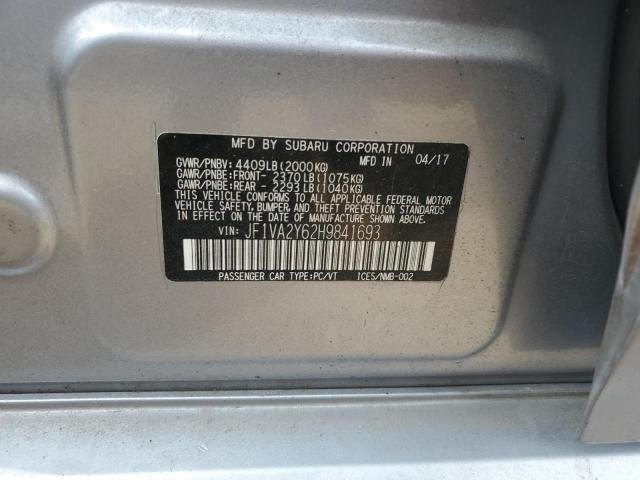 MFD BY SUBARU CORPORATION
GVWR/PNBV: 4409LB(2000KG) MFD IN 04/17
GAWR/PNBE:FRONT- 2370LB(1075KG)
GAWR/PNBE:REAR - 2293LB(1040KG)
THIS VEHICLE CONFORMS TO ALL APPLICABLE FEDERAL MOTOR
VEHICLE SAFETY, BUMPER, AND THEFT PREVENTION STANDARDS
IN EFFECT ON THE DATE OF MANUFACTURE SHOWN ABOVE.
VIN: JF1VA2Y62H9841693
PASSENGER CAR TYPE:PC/VT ICES/NMB-002